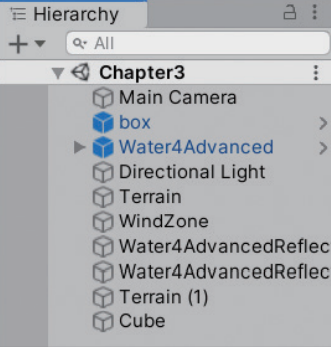 Hierarchy
All
Chapter3
Main Camera
box
Water4Advanced
Directional Light
Terrain
WindZone
Water4AdvancedReflec
Water4AdvancedReflec
Terrain (1)
Cube